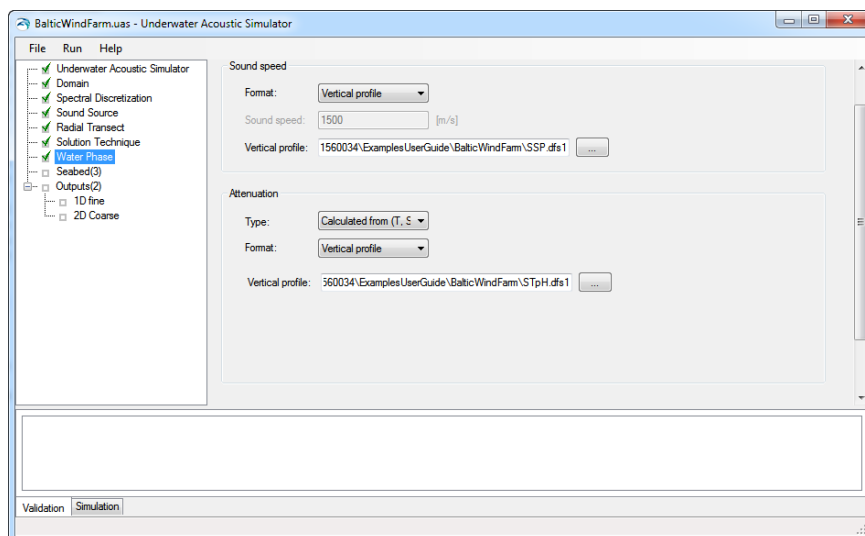 BalticWindFarm.uas - Underwater Acoustic Simulator
File Run Help
Underwater Acoustic Simulator
Domain
Spectral Discretization
Sound Source
Radial Transect
Solution Technique
Water Phase
Seabed(3)
Outputs(2)
1D fine
2D Coarse
Sound speed
Format: Vertical profile
Sound speed: 1500 [m/s]
Vertical profile: 1560034\ExamplesUserGuide\BalticWindFarm\SSP.dfs1 ...
Attenuation
Type: Calculated from (T, S
Format: Vertical profile
Vertical profile: 560034\ExamplesUserGuide\BalticWindFarm\STpH.dfs1 ...
Validation Simulation